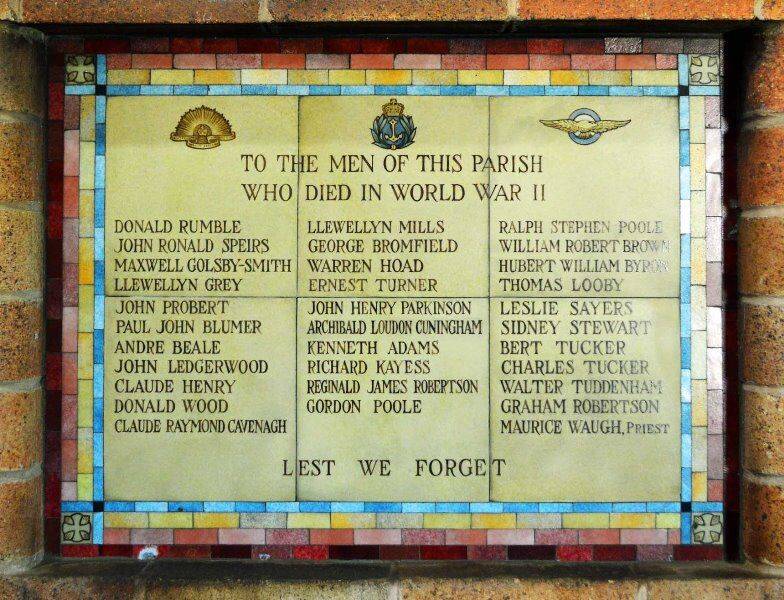 TO THE MEN OF THIS PARISH
WHO DIED IN WORLD WAR II
DONALD RUMBLE
JOHN RONALD SPEIRS
MAXWELL GOLSBY-SMITH
LLEWELLYN GREY
JOHN PROBERT
PAUL JOHN BLUMER
ANDRE BEALE
JOHN LEDGERWOOD
CLAUDE HENRY
DONALD WOOD
CLAUDE RAYMOND CAVENAGH
LLEWELLYN MILLS
GEORGE BROMFIELD
WARREN HOAD
ERNEST TURNER
JOHN HENRY PARKINSON
ARCHIBALD LOUDON CUNINGHAM
KENNETH ADAMS
RICHARD KAYESS
REGINALD JAMES ROBERTSON
GORDON POOLE
RALPH STEPHEN POOLE
WILLIAM ROBERT BROWN
HUBERT WILLIAM BYRON
THOMAS LOOBY
LESLIE SAYERS
SIDNEY STEWART
BERT TUCKER
CHARLES TUCKER
WALTER TUDDENHAM
GRAHAM ROBERTSON
MAURICE WAUGH. PRIEST
LEST WE FORGET